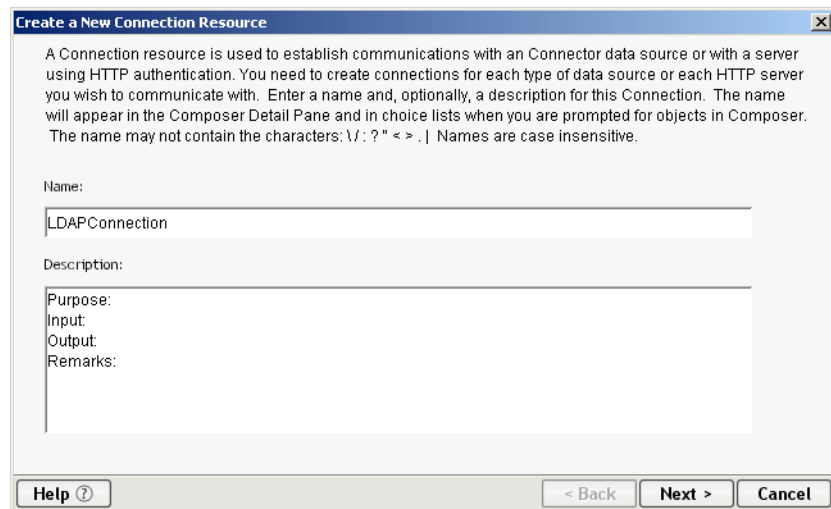 Create a New Connection Resource
A Connection resource is used to establish communications with an Connector data source or with a server
using HTTP authentication. You need to create connections for each type of data source or each HTTP server
you wish to communicate with. Enter a name and, optionally, a description for this Connection. The name
will appear in the Composer Detail Pane and in choice lists when you are prompted for objects in Composer.
The name may not contain the characters: \ / : ? " < > . | Names are case insensitive.
Name:
LDAPConnection
Description:
Purpose:
Input:
Output:
Remarks:
Help ?
< Back Next > Cancel